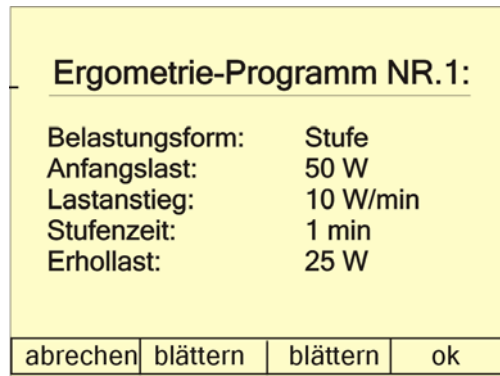 Ergometrie-Programm NR.1:
Belastungsform: Stufe
Anfangslast: 50 W
Lastanstieg: 10 W/min
Stufenzeit: 1 min
Erhollast: 25 W
abrechen blättern blättern ok